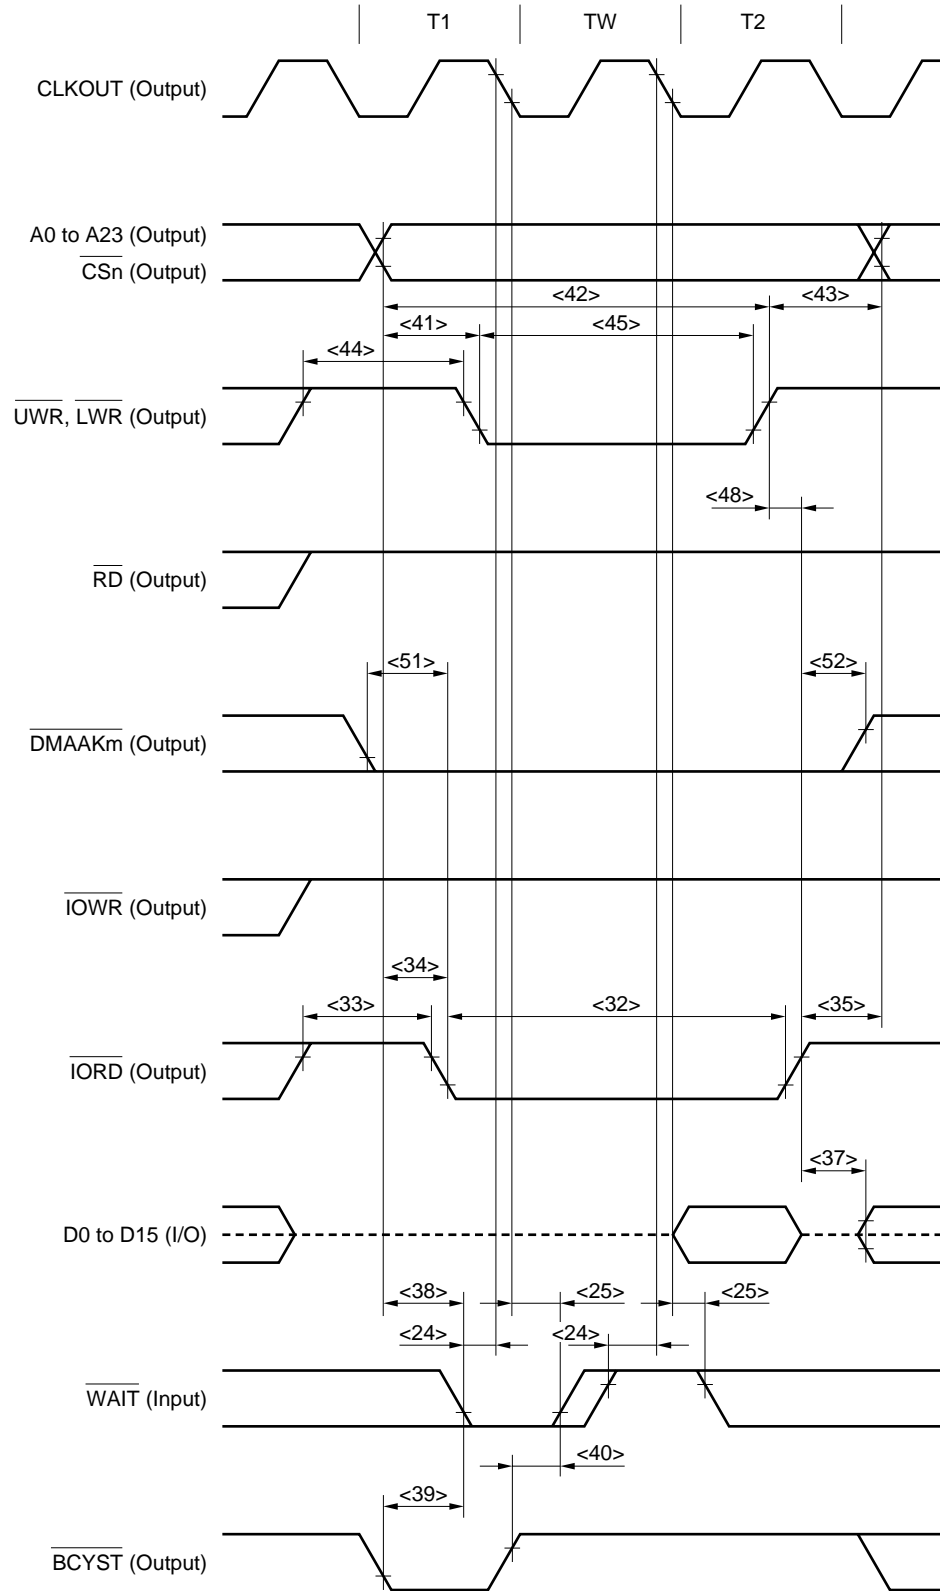 T1 TW T2
CLKOUT (Output)
A0 to A23 (Output)
CSn (Output)
<42> <43>
<41> <45>
<44>
UWR, LWR (Output)
<48>
RD (Output)
<51> <52>
DMAAKm (Output)
IOWR (Output)
<34>
<33> <32> <35>
IORD (Output)
<37>
D0 to D15 (I/O)
<38> <25> <25>
<24> <24>
WAIT (Input)
<40>
<39>
BCYST (Output)